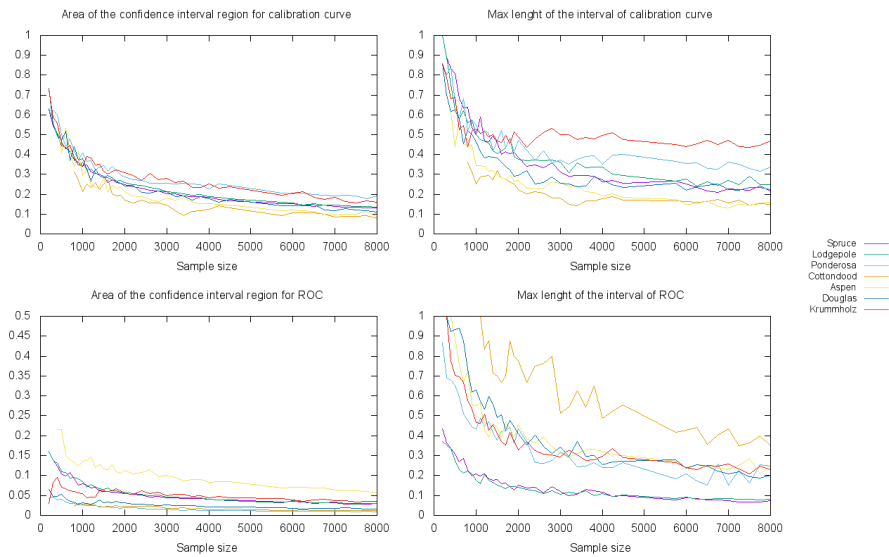 Area of the confidence interval region for calibration curve
1
0.9
0.8
0.7
0.6
0.5
0.4
0.3
0.2
0.1
0
0 1000 2000 3000 4000 5000 6000 7000 8000
Sample size
Max lenght of the interval of calibration curve
1
0.9
0.8
0.7
0.6
0.5
0.4
0.3
0.2
0.1
0
0 1000 2000 3000 4000 5000 6000 7000 8000
Sample size
Spruce
Lodgepole
Ponderosa
Cottondood
Aspen
Douglas
Krummholz
Area of the confidence interval region for ROC
0.5
0.45
0.4
0.35
0.3
0.25
0.2
0.15
0.1
0.05
0
0 1000 2000 3000 4000 5000 6000 7000 8000
Sample size
Max lenght of the interval of ROC
1
0.9
0.8
0.7
0.6
0.5
0.4
0.3
0.2
0.1
0
0 1000 2000 3000 4000 5000 6000 7000 8000
Sample size